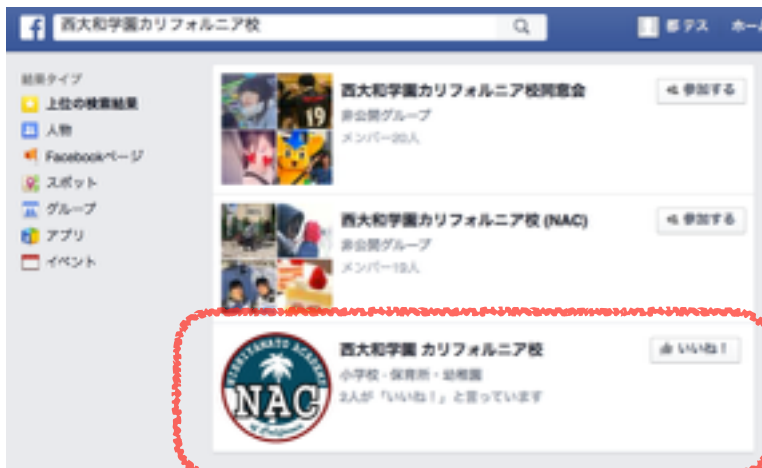 西大和学園カリフォルニア校
都 テス ホーム
結果タイプ
上位の検索結果
人物
Facebookページ
スポット
グループ
アプリ
イベント
西大和学園カリフォルニア校同窓会
参加する
非公開グループ
メンバー20人
19
西大和学園カリフォルニア校 (NAC)
参加する
非公開グループ
メンバー19人
西大和学園 カリフォルニア校
いいね！
小学校・保育所・幼稚園
2人が「いいね！」と言っています
NISHIYAMATO ACADEMY
NAC
of California